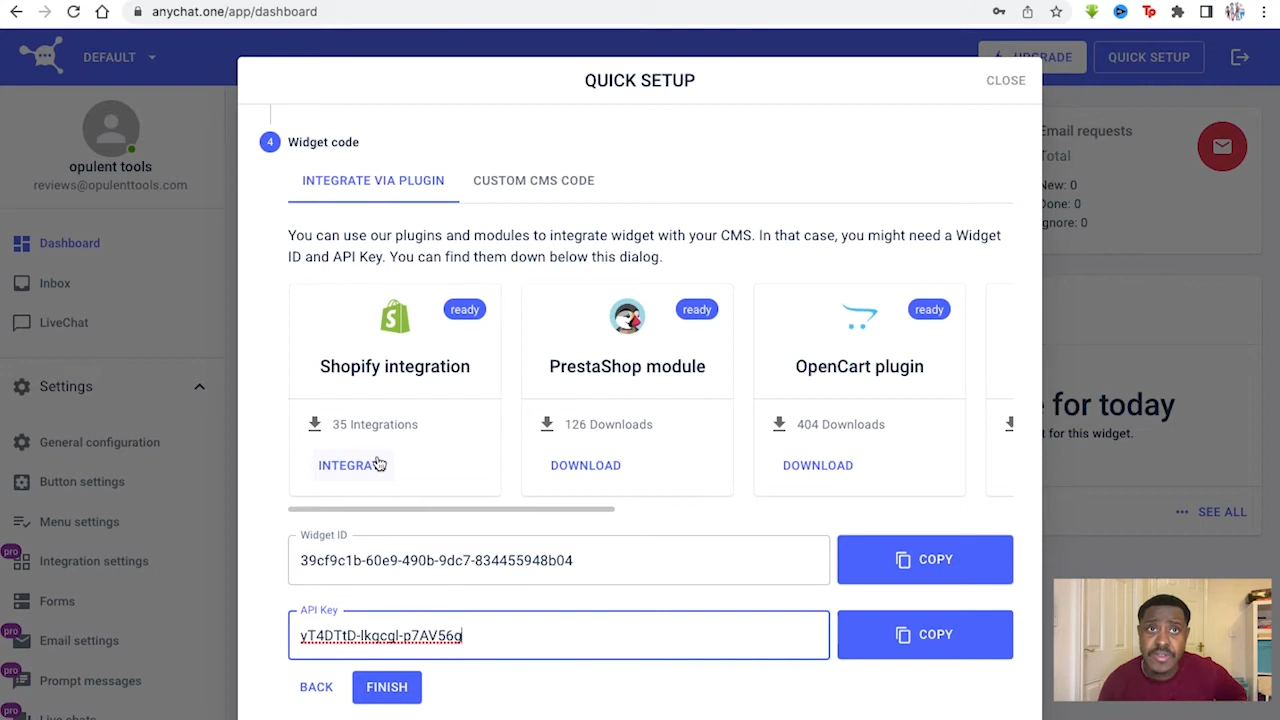 anychat.one/app/dashboard
DEFAULT
UPGRADE
QUICK SETUP
QUICK SETUP
CLOSE
opulent tools
reviews@opulenttools.com
Dashboard
Inbox
LiveChat
Settings
General configuration
Button settings
Menu settings
pro
Integration settings
Forms
pro
Email settings
pro
Prompt messages
pro
4
Widget code
INTEGRATE VIA PLUGIN
CUSTOM CMS CODE
You can use our plugins and modules to integrate widget with your CMS. In that case, you might need a Widget
ID and API Key. You can find them down below this dialog.
ready
Shopify integration
35 Integrations
INTEGRATE
ready
PrestaShop module
126 Downloads
DOWNLOAD
ready
OpenCart plugin
404 Downloads
DOWNLOAD
Widget ID
39cf9c1b-60e9-490b-9dc7-834455948b04
COPY
API Key
COPY
BACK
FINISH
Email requests
Total
New: 0
Done: 0
Ignore: 0
for today
for this widget.
SEE ALL